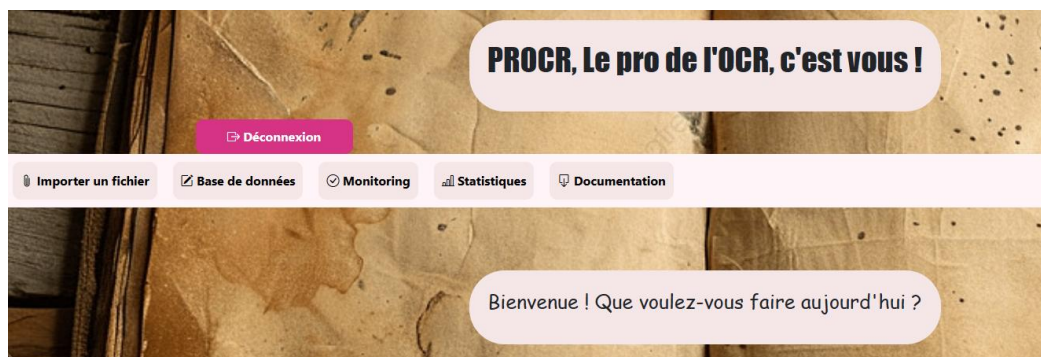 PROCR, Le pro de l'OCR, c'est vous !
Déconnexion
Importer un fichier
Base de données
Monitoring
Statistiques
Documentation
Bienvenue ! Que voulez-vous faire aujourd'hui ?